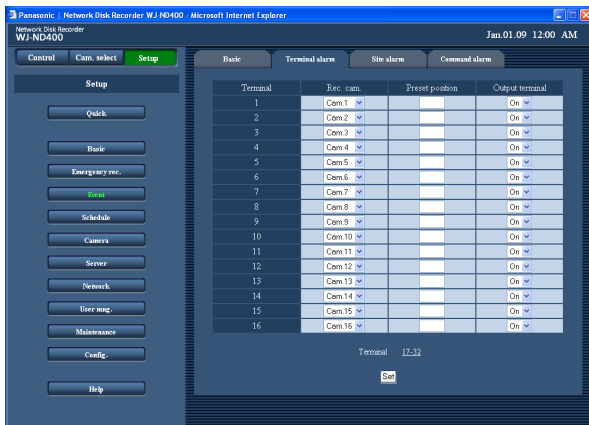 Panasonic | Network Disk Recorder WJ-ND400 - Microsoft Internet Explorer
Network Disk Recorder
WJ-ND400
Jan.01.09 12:00 AM
Control Cam. select Setup
Basic Terminal alarm Site alarm Command alarm
Setup
Quick
Basic
Emergency rec.
Event
Schedule
Camera
Server
Network
User mng.
Maintenance
Config.
Help
Terminal Rec. cam. Preset position Output terminal
1 Cam.1 On
2 Cam.2 On
3 Cam.3 On
4 Cam.4 On
5 Cam.5 On
6 Cam.6 On
7 Cam.7 On
8 Cam.8 On
9 Cam.9 On
10 Cam.10 On
11 Cam.11 On
12 Cam.12 On
13 Cam.13 On
14 Cam.14 On
15 Cam.15 On
16 Cam.16 On
Terminal 17-32
Set